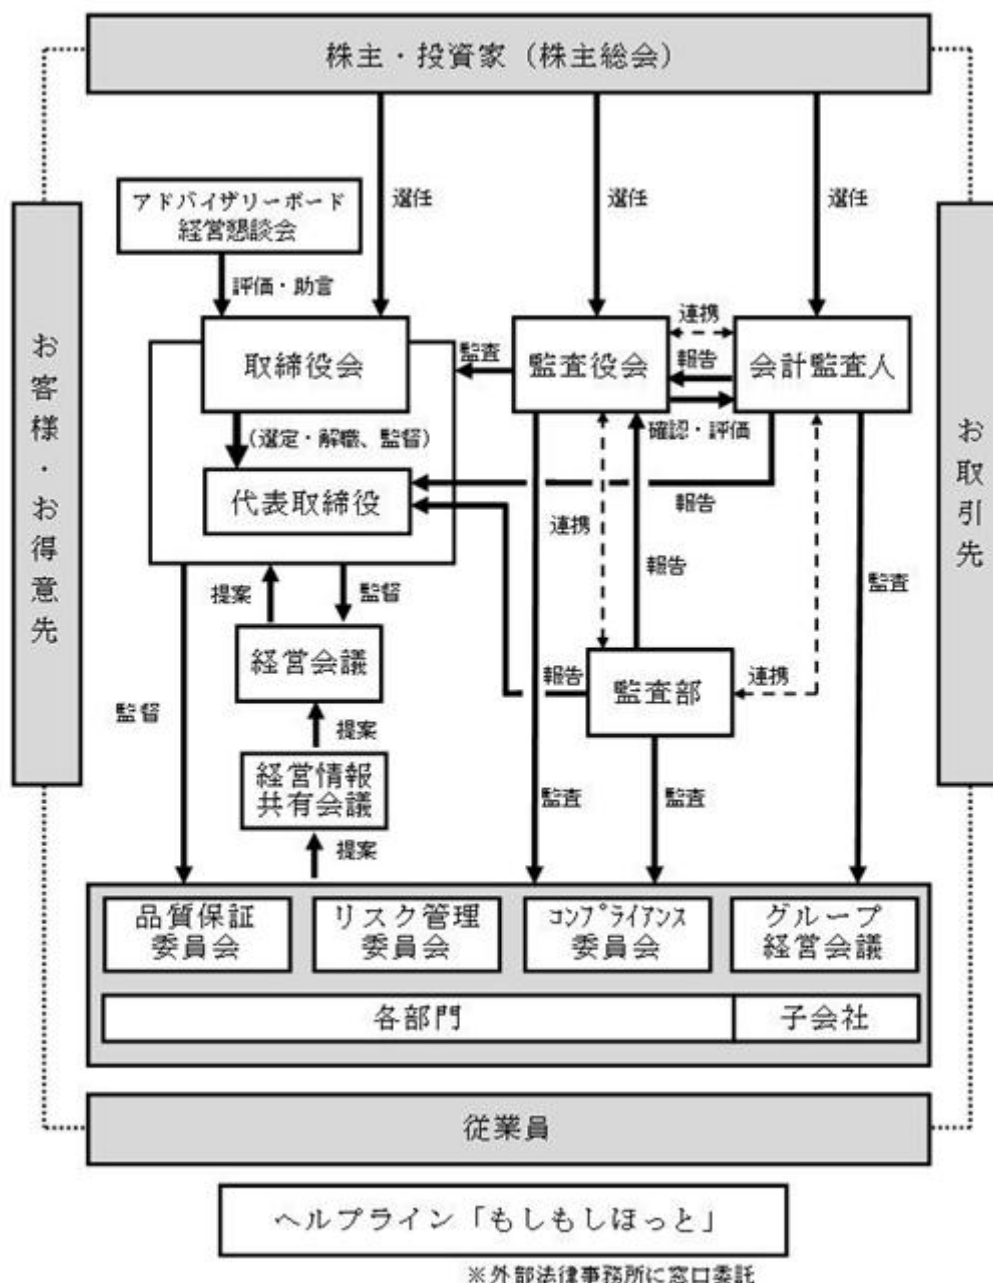 株主・投資家（株主総会）
アドバイザリーボード
経営懇談会
選任
選任
選任
評価・助言
お客様・お得意先
お取引先
取締役会
監査
監査役会
連携
報告
会計監査人
確認・評価
(選定・解職、監督)
代表取締役
報告
連携
報告
提案
監督
監査
経営会議
報告
監査部
連携
監督
提案
経営情報
共有会議
監査
監査
提案
品質保証
委員会
リスク管理
委員会
コンプライアンス
委員会
グループ
経営会議
各部門
子会社
従業員
ヘルプライン「もしもしほっと」
※外部法律事務所に窓口委託